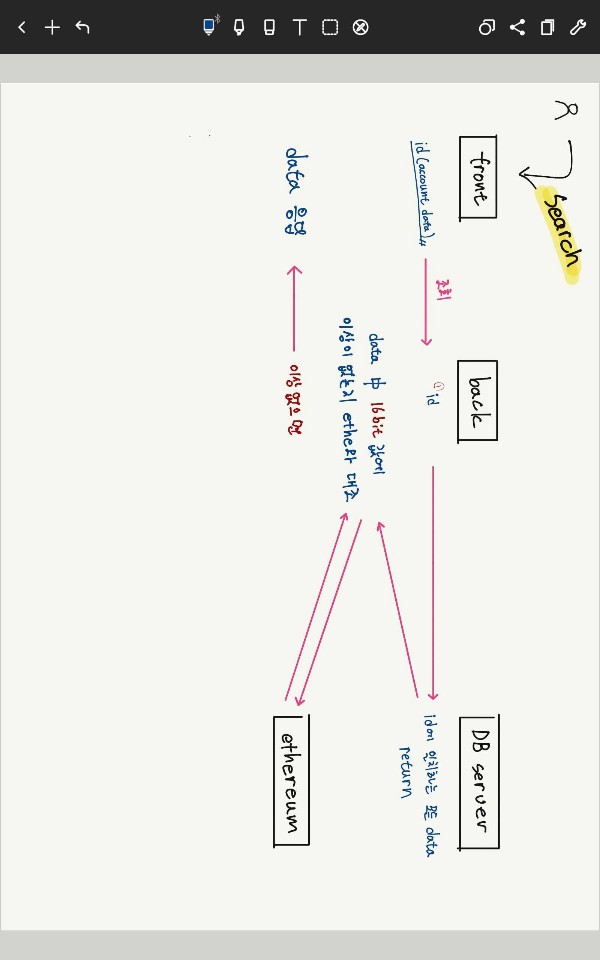 Search
front
back
DB server
id (account data)
조회
① id
id에 일치하는 모든 data
return
data 中 16bit 값에
이상이 없는지 ethe와 대조
data 응답
이상 없으면
ethereum